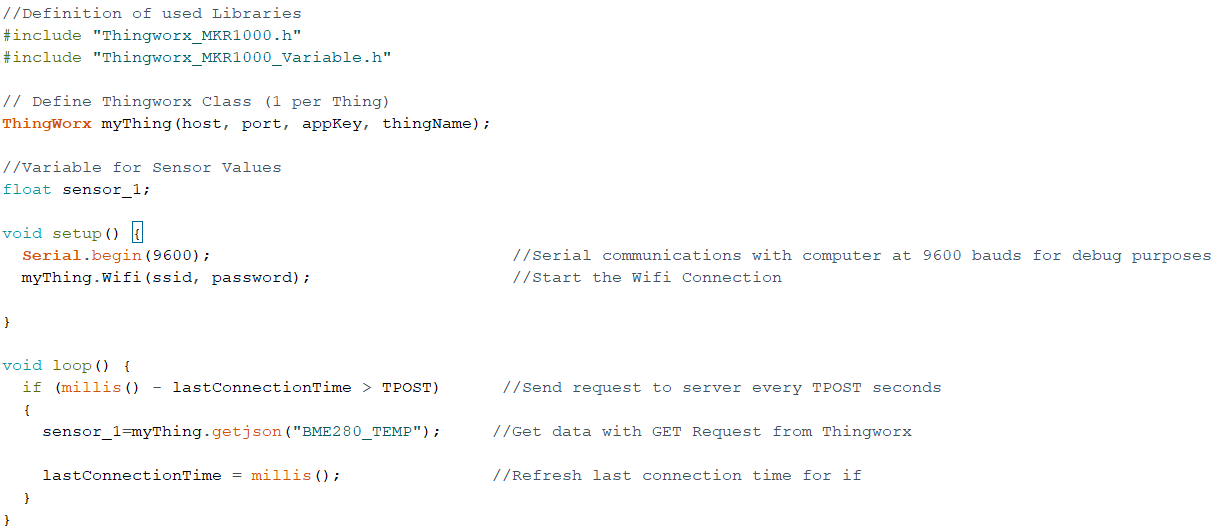 //Definition of used Libraries
#include "Thingworx_MKR1000.h"
#include "Thingworx_MKR1000_Variable.h"
// Define Thingworx Class (1 per Thing)
ThingWorx myThing(host, port, appKey, thingName);
//Variable for Sensor Values
float sensor_1;
void setup() {
  Serial.begin(9600);                              //Serial communications with computer at 9600 bauds for debug purposes
  myThing.Wifi(ssid, password);                    //Start the Wifi Connection
}
void loop() {
  if (millis() - lastConnectionTime > TPOST)      //Send request to server every TPOST seconds
  {
    sensor_1=myThing.getjson("BME280_TEMP");     //Get data with GET Request from Thingworx
    lastConnectionTime = millis();               //Refresh last connection time for if
  }
}